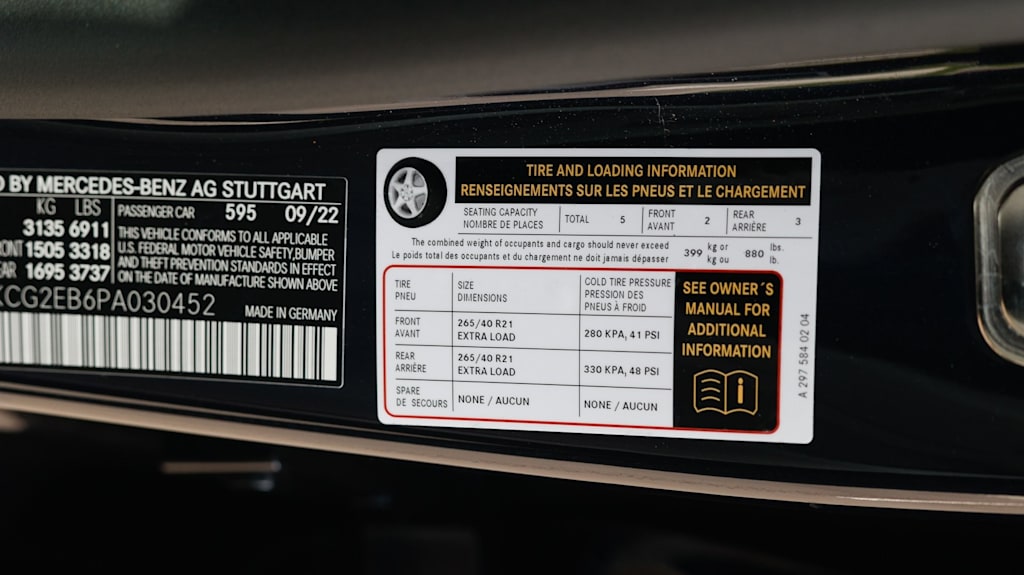 BY MERCEDES-BENZ AG STUTTGART
KG LBS
3135 6911
1505 3318
1695 3737
PASSENGER CAR 595 09/22
THIS VEHICLE CONFORMS TO ALL APPLICABLE
U.S. FEDERAL MOTOR VEHICLE SAFETY,BUMPER
AND THEFT PREVENTION STANDARDS IN EFFECT
ON THE DATE OF MANUFACTURE SHOWN ABOVE
CG2EB6PA030452
MADE IN GERMANY
TIRE AND LOADING INFORMATION
RENSEIGNEMENTS SUR LES PNEUS ET LE CHARGEMENT
SEATING CAPACITY
NOMBRE DE PLACES
TOTAL 5
FRONT
AVANT
2
REAR
ARRIÈRE
3
The combined weight of occupants and cargo should never exceed
Le poids total des occupants et du chargement ne doit jamais dépasser
399 kg or
kg ou
880 lbs.
lb.
TIRE
PNEU
SIZE
DIMENSIONS
COLD TIRE PRESSURE
PRESSION DES
PNEUS À FROID
FRONT
AVANT
265/40 R21
EXTRA LOAD
280 KPA, 41 PSI
REAR
ARRIÈRE
265/40 R21
EXTRA LOAD
330 KPA, 48 PSI
SPARE
DE SECOURS
NONE / AUCUN
NONE / AUCUN
SEE OWNER´S
MANUAL FOR
ADDITIONAL
INFORMATION
A 297 584 02 04